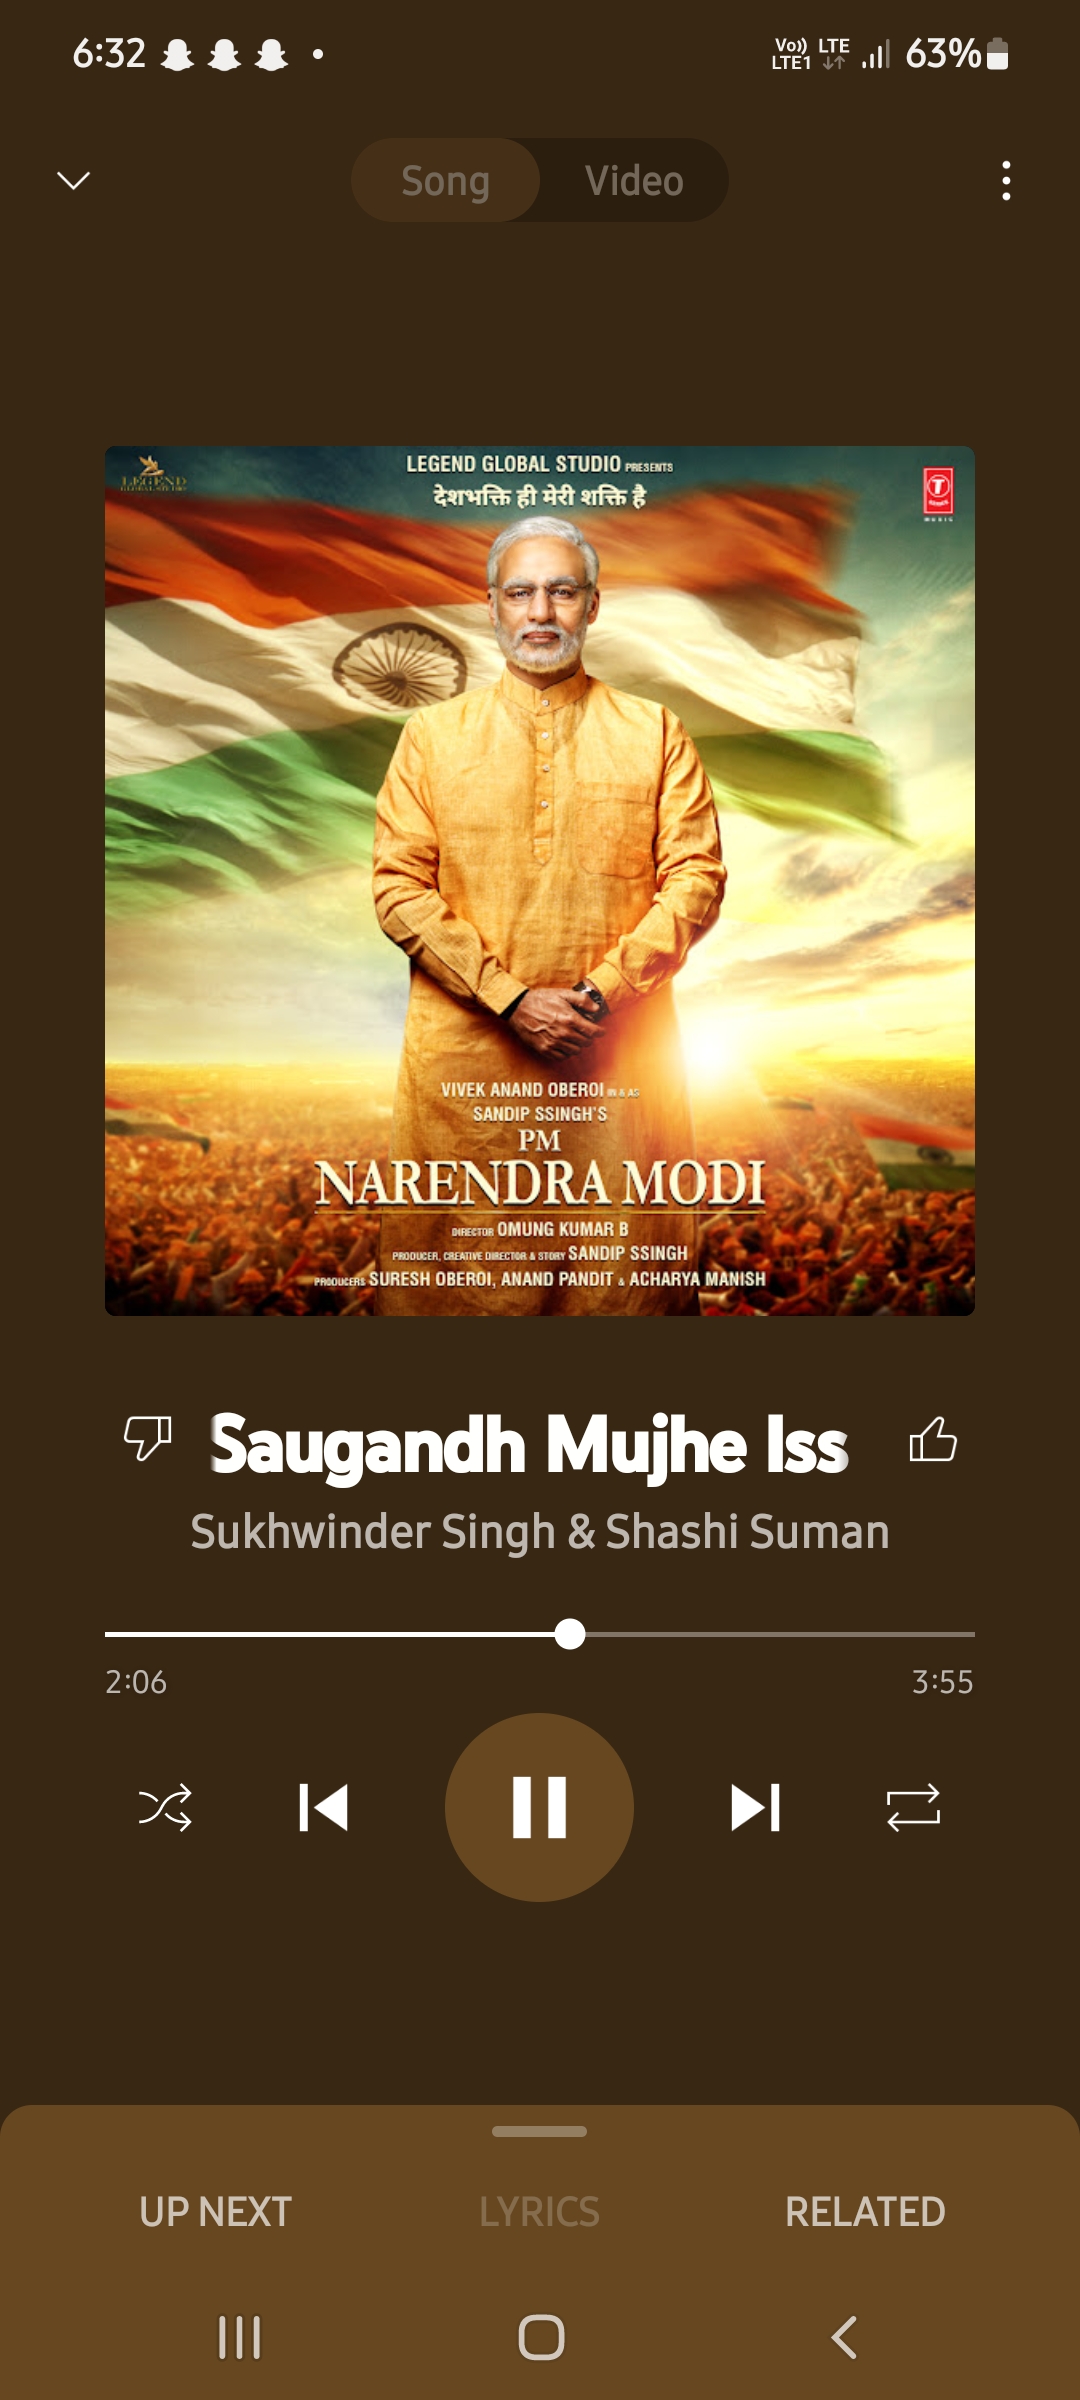 6:32
Vo)) LTE1 LTE 63%
Song Video
LEGEND
LEGEND GLOBAL STUDIO PRESENTS
देशभक्ति ही मेरी शक्ति है
T
SERIES
MUSIC
VIVEK ANAND OBEROI IN & AS
SANDIP SSINGH'S
PM
NARENDRA MODI
DIRECTOR OMUNG KUMAR B
PRODUCER, CREATIVE DIRECTOR & STORY SANDIP SSINGH
PRODUCERS SURESH OBEROI, ANAND PANDIT & ACHARYA MANISH
Saugandh Mujhe Iss
Sukhwinder Singh & Shashi Suman
2:06 3:55
UP NEXT LYRICS RELATED